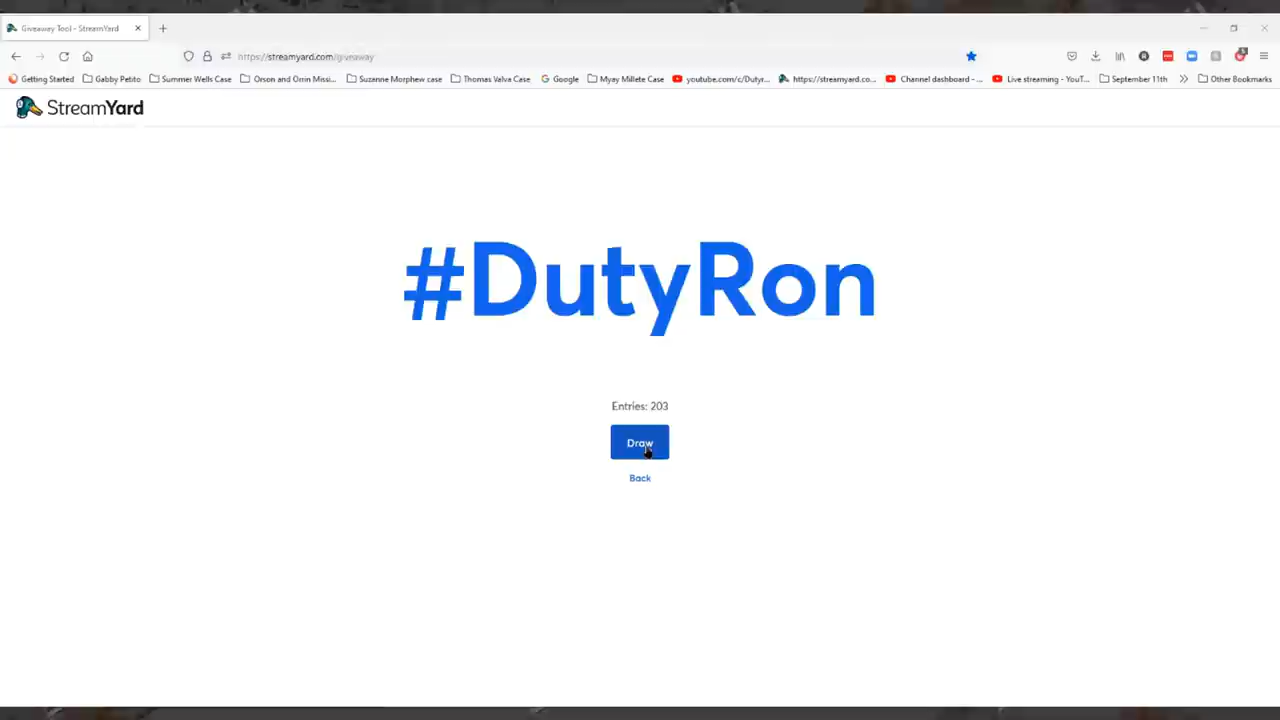 Giveaway Tool - StreamYard
https://streamyard.com/giveaway
Getting Started Gabby Petito Summer Wells Case Orson and Orrin Missi... Suzanne Morphew case Thomas Valva Case Google Myay Millete Case youtube.com/c/Dutyr... https://streamyard.co... Channel dashboard - ... Live streaming - YouT... September 11th Other Bookmarks
StreamYard
#DutyRon
Entries: 203
Draw
Back